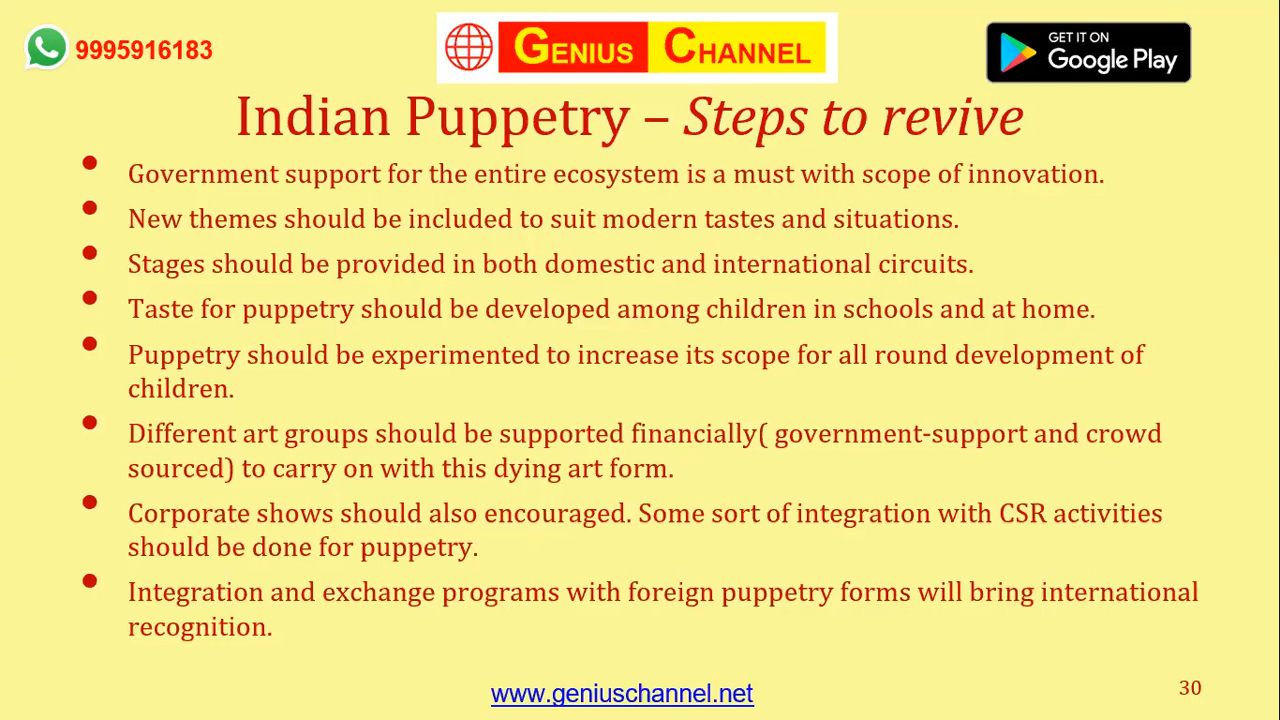 9995916183
GENIUS CHANNEL
GET IT ON
Google Play
Indian Puppetry – Steps to revive
• Government support for the entire ecosystem is a must with scope of innovation.
• New themes should be included to suit modern tastes and situations.
• Stages should be provided in both domestic and international circuits.
• Taste for puppetry should be developed among children in schools and at home.
• Puppetry should be experimented to increase its scope for all round development of
children.
• Different art groups should be supported financially( government-support and crowd
sourced) to carry on with this dying art form.
• Corporate shows should also encouraged. Some sort of integration with CSR activities
should be done for puppetry.
• Integration and exchange programs with foreign puppetry forms will bring international
recognition.
www.geniuschannel.net
30